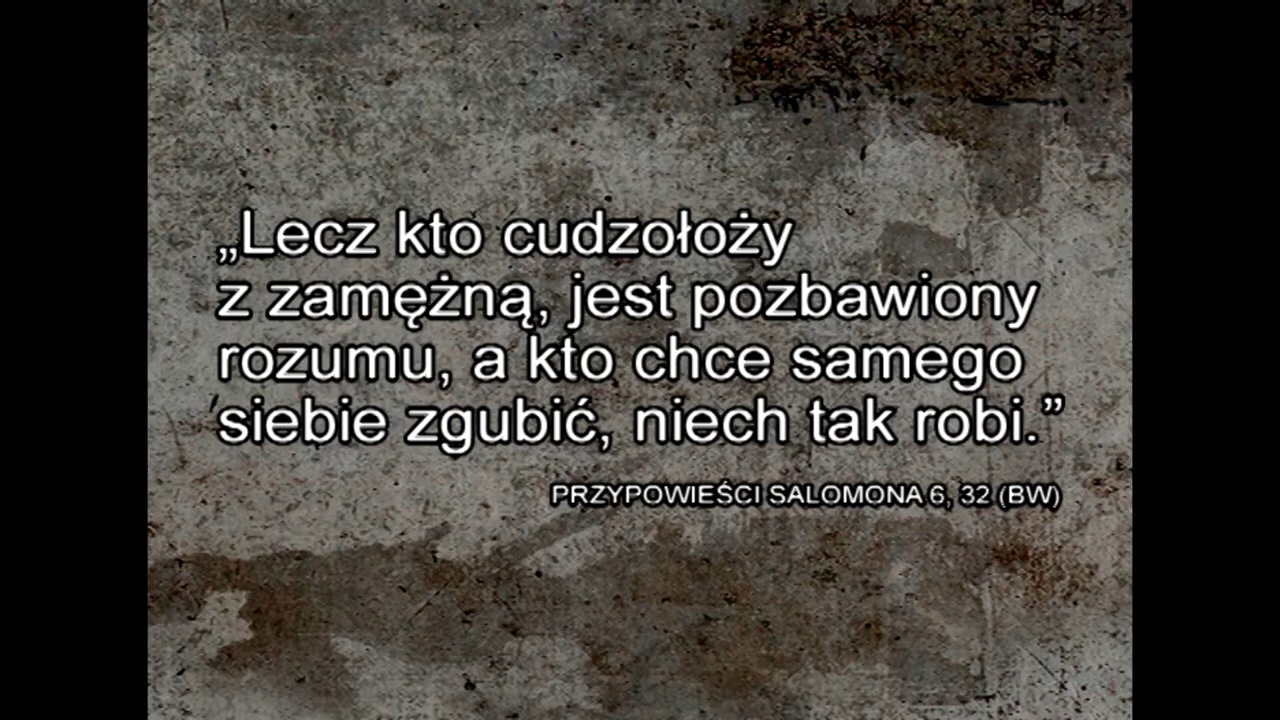 „Lecz kto cudzołoży
z zamężną, jest pozbawiony
rozumu, a kto chce samego
siebie zgubić, niech tak robi.”
PRZYPOWIEŚCI SALOMONA 6, 32 (BW)